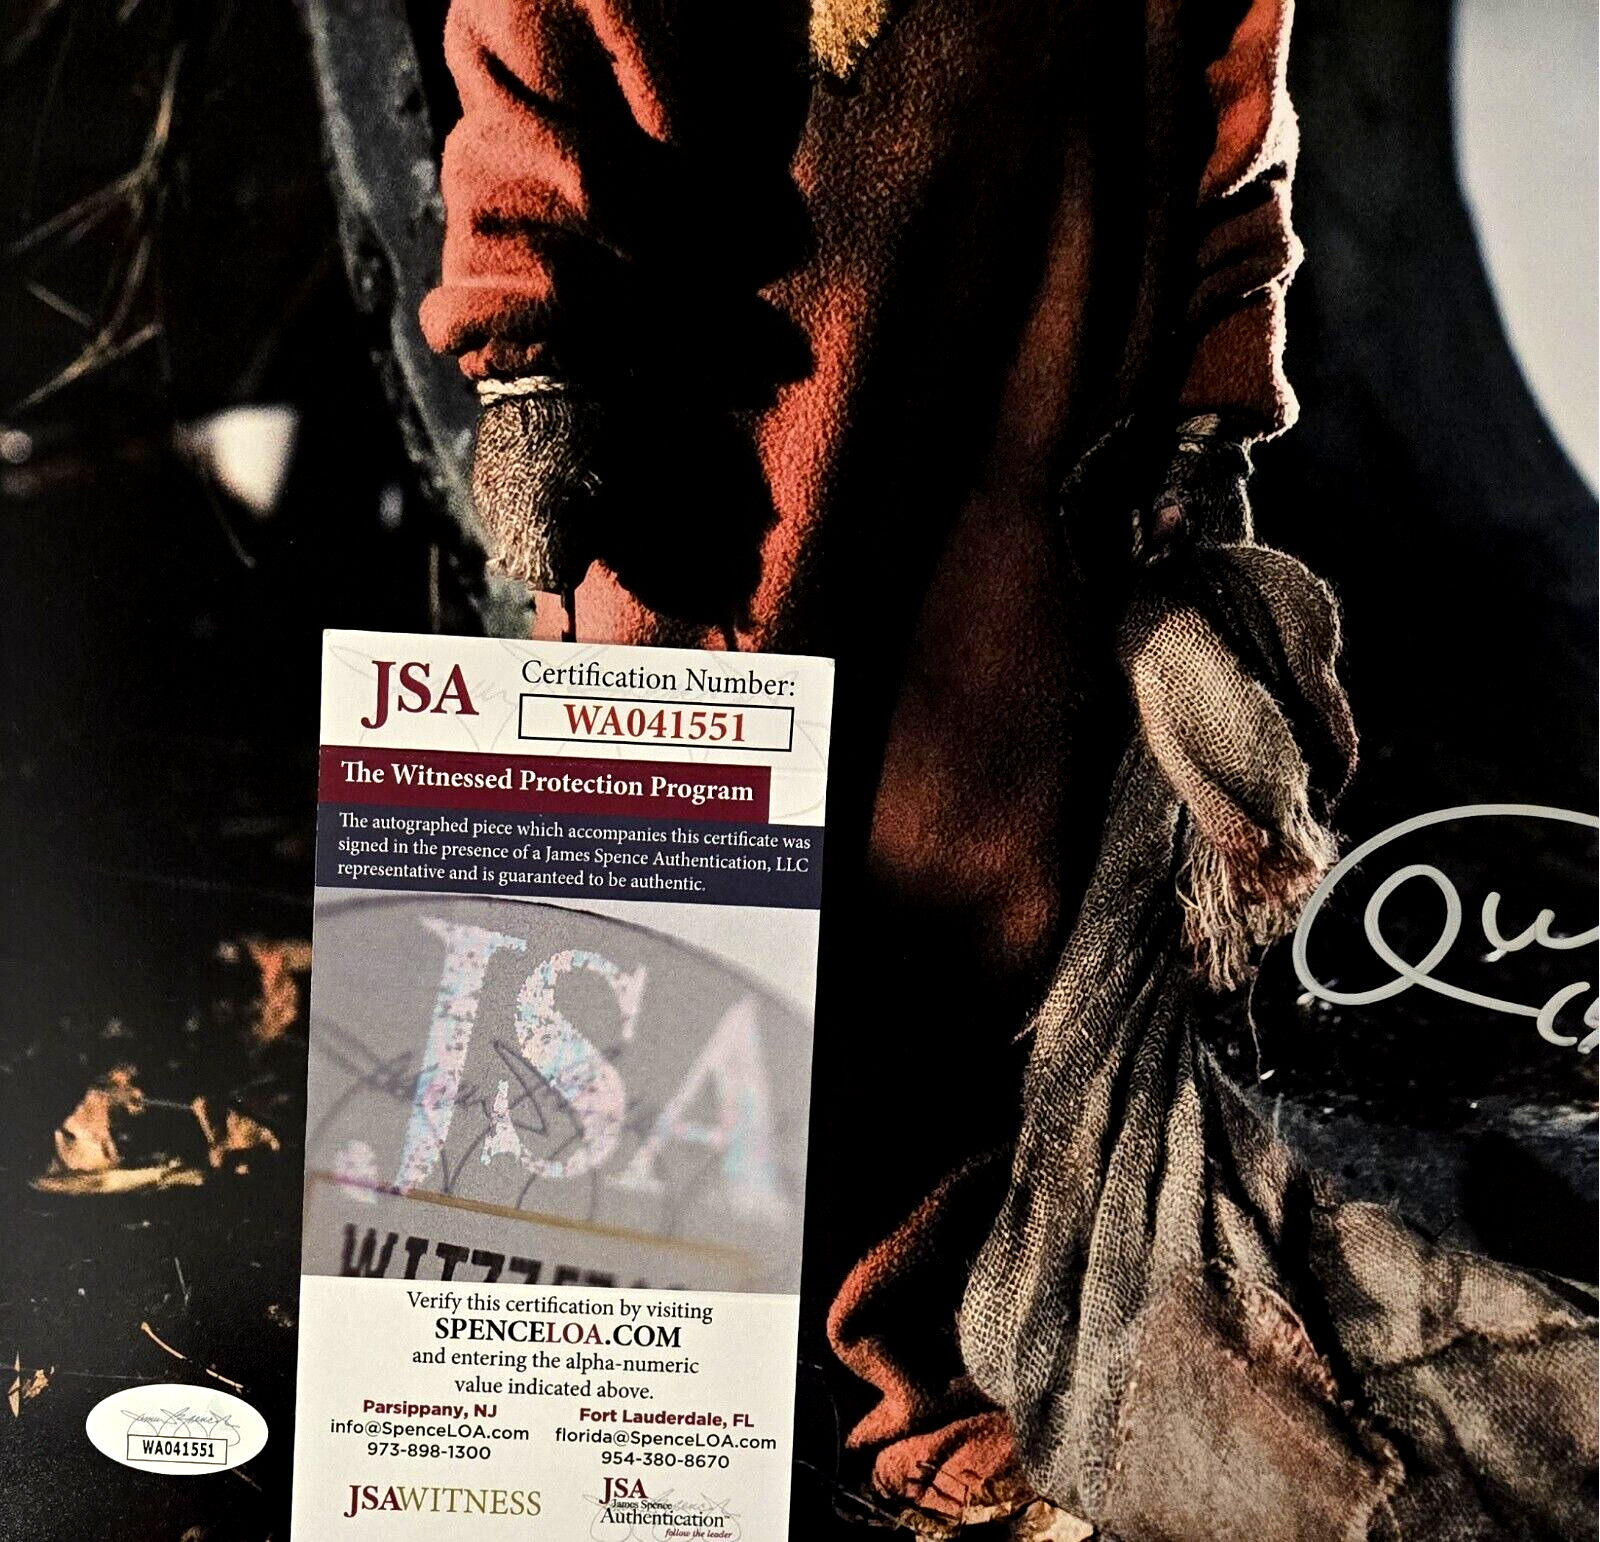 JSA
Certification Number:
WA041551
The Witnessed Protection Program
The autographed piece which accompanies this certificate was
signed in the presence of a James Spence Authentication, LLC
representative and is guaranteed to be authentic.
JSA
Verify this certification by visiting
SPENCELOA.COM
and entering the alpha-numeric
value indicated above.
Parsippany, NJ
info@SpenceLOA.com
973-898-1300
Fort Lauderdale, FL
florida@SpenceLOA.com
954-380-8670
JSAWITNESS
JSA
James Spence
Authentication™
follow the leader
WA041551